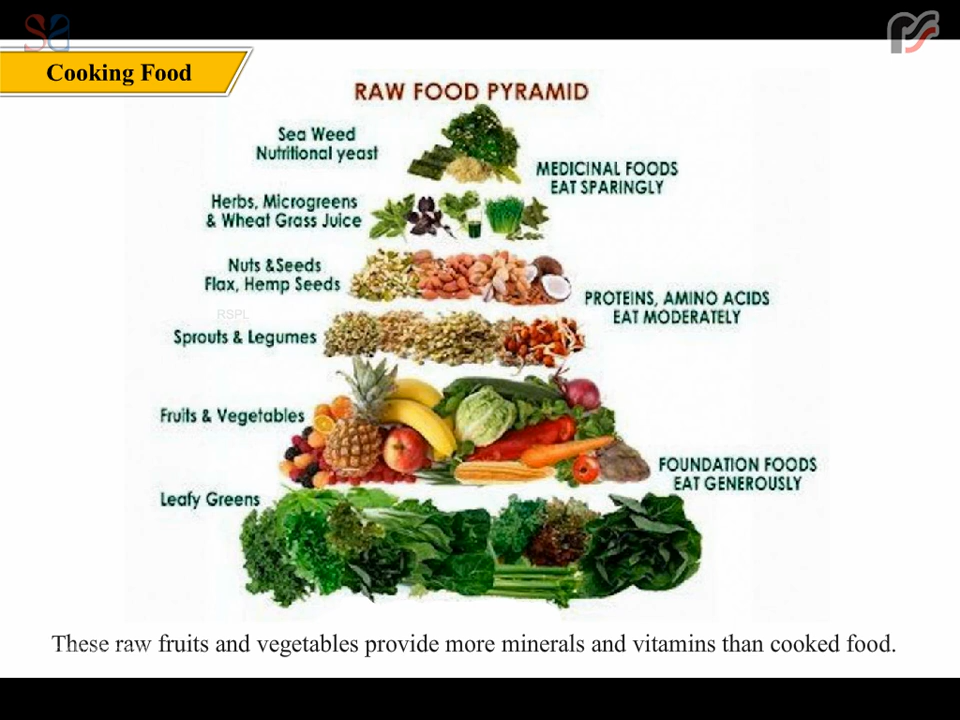 Cooking Food
RAW FOOD PYRAMID
Sea Weed
Nutritional yeast
MEDICINAL FOODS
EAT SPARINGLY
Herbs, Microgreens
& Wheat Grass Juice
Nuts &Seeds
Flax, Hemp Seeds
PROTEINS, AMINO ACIDS
EAT MODERATELY
RSPL
Sprouts & Legumes
Fruits & Vegetables
FOUNDATION FOODS
EAT GENEROUSLY
Leafy Greens
These raw fruits and vegetables provide more minerals and vitamins than cooked food.